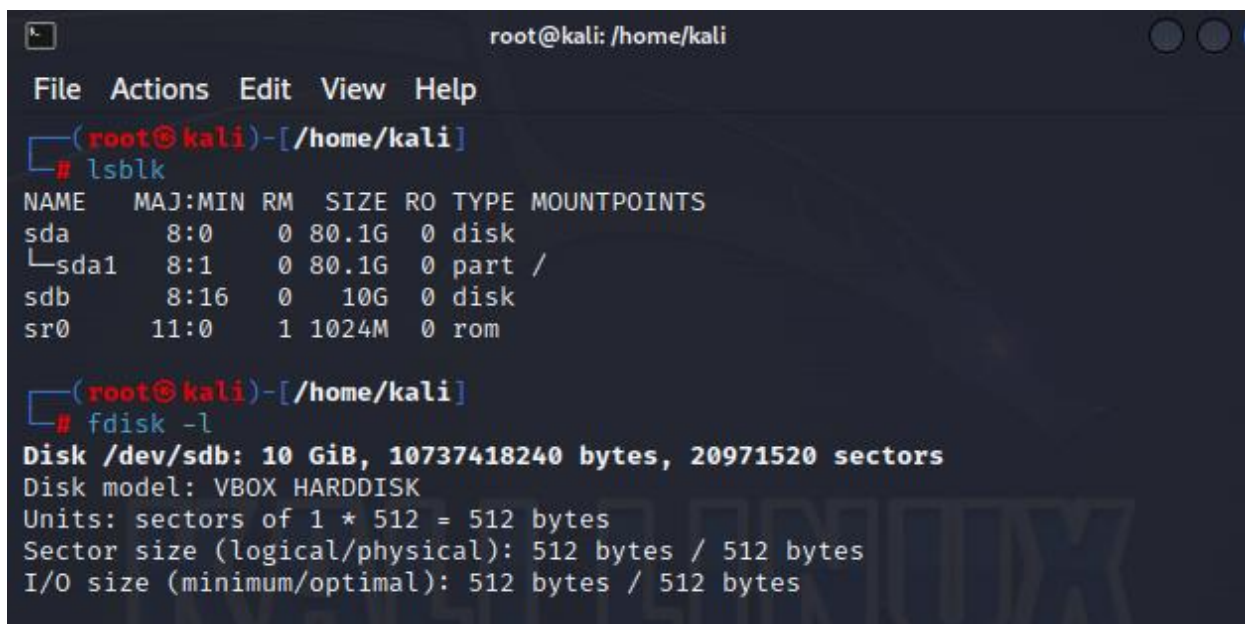 root@kali: /home/kali
File Actions Edit View Help
┌──(root㉿kali)-[/home/kali]
└─# lsblk
NAME   MAJ:MIN RM  SIZE RO TYPE MOUNTPOINTS
sda      8:0    0 80.1G  0 disk
└─sda1   8:1    0 80.1G  0 part /
sdb      8:16   0   10G  0 disk
sr0     11:0    1 1024M  0 rom
┌──(root㉿kali)-[/home/kali]
└─# fdisk -l
Disk /dev/sdb: 10 GiB, 10737418240 bytes, 20971520 sectors
Disk model: VBOX HARDDISK
Units: sectors of 1 * 512 = 512 bytes
Sector size (logical/physical): 512 bytes / 512 bytes
I/O size (minimum/optimal): 512 bytes / 512 bytes